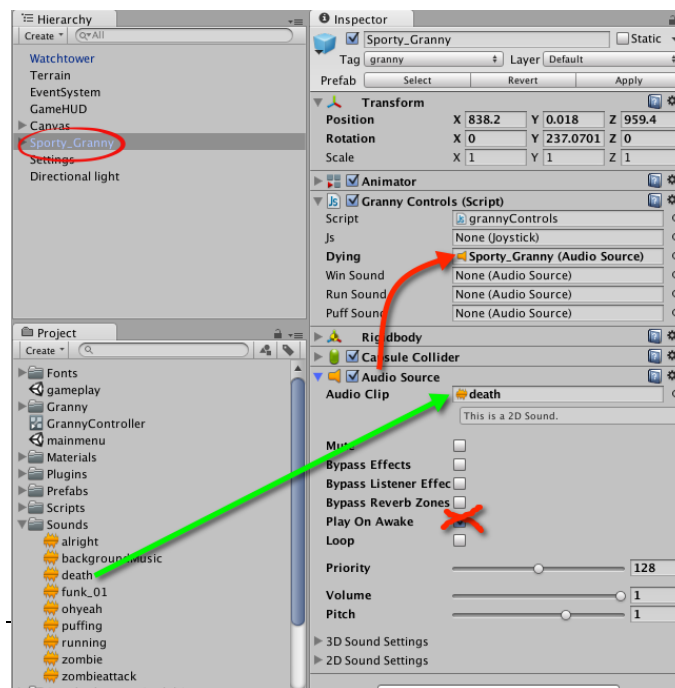 Hierarchy
Create
All
Watchtower
Terrain
EventSystem
GameHUD
Canvas
Sporty_Granny
Settings
Directional light
Project
Create
Fonts
gameplay
Granny
GrannyController
mainmenu
Materials
Plugins
Prefabs
Scripts
Sounds
alright
backgroundMusic
death
funk_01
ohyeah
puffing
running
zombie
zombieattack
Inspector
Sporty_Granny Static
Tag granny Layer Default
Prefab Select Revert Apply
Transform
Position X 838.2 Y 0.018 Z 959.4
Rotation X 0 Y 237.0701 Z 0
Scale X 1 Y 1 Z 1
Animator
Granny Controls (Script)
Script grannyControls
Js None (Joystick)
Dying Sporty_Granny (Audio Source)
Win Sound None (Audio Source)
Run Sound None (Audio Source)
Puff Sound None (Audio Source)
Rigidbody
Capsule Collider
Audio Source
Audio Clip death
This is a 2D Sound.
Mute
Bypass Effects
Bypass Listener Effec
Bypass Reverb Zones
Play On Awake
Loop
Priority 128
Volume 1
Pitch 1
3D Sound Settings
2D Sound Settings